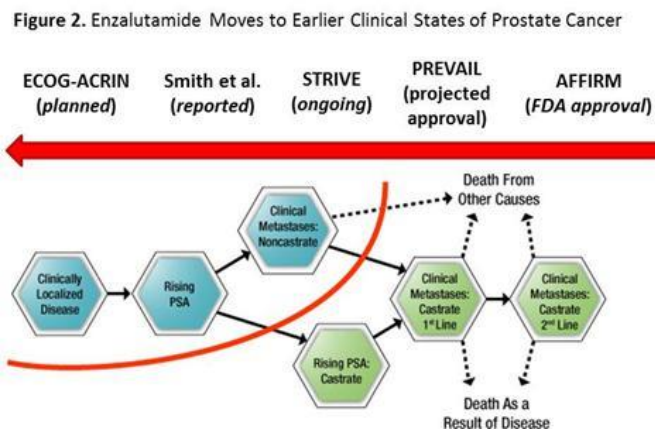 Figure 2. Enzalutamide Moves to Earlier Clinical States of Prostate Cancer
ECOG-ACRIN
(planned)
Smith et al.
(reported)
STRIVE
(ongoing)
PREVAIL
(projected
approval)
AFFIRM
(FDA approval)
Death From
Other Causes
Clinical
Metastases:
Noncastrate
Clinically
Localized
Disease
Rising
PSA
Clinical
Metastases:
Castrate
1st Line
Clinical
Metastases:
Castrate
2nd Line
Rising PSA:
Castrate
Death As a
Result of Disease